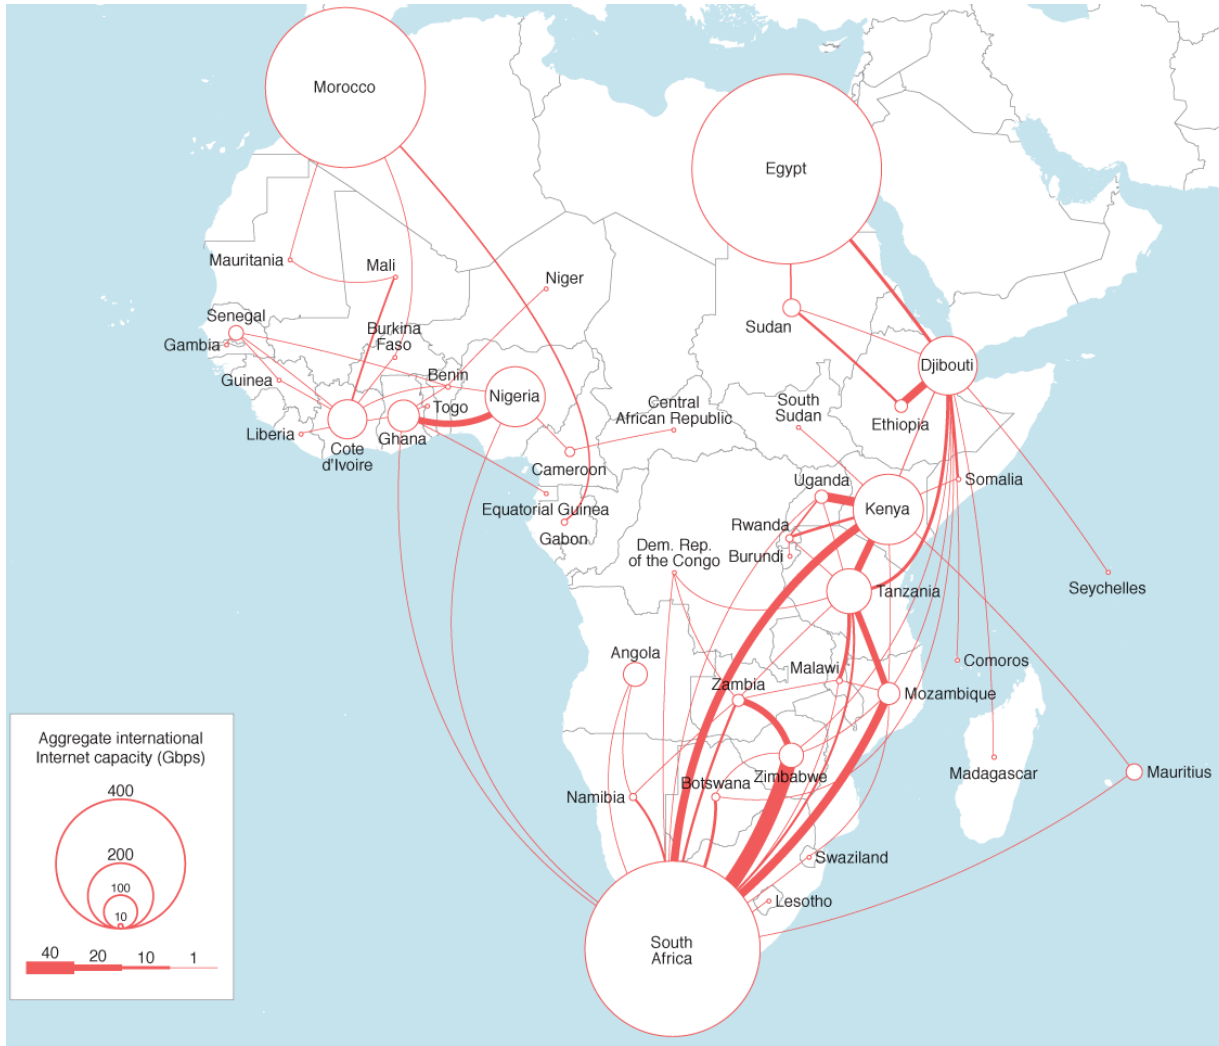 Morocco
Egypt
Mauritania
Mali
Niger
Senegal
Gambia
Burkina
Faso
Sudan
Djibouti
Guinea
Benin
Nigeria
Togo
Liberia
Cote
d'Ivoire
Ghana
Central
African Republic
South
Sudan
Ethiopia
Cameroon
Equatorial Guinea
Gabon
Uganda
Kenya
Somalia
Rwanda
Dem. Rep.
of the Congo
Burundi
Tanzania
Seychelles
Angola
Malawi
Comoros
Zambia
Mozambique
Namibia
Botswana
Zimbabwe
Madagascar
Mauritius
Swaziland
Lesotho
South
Africa
Aggregate international
Internet capacity (Gbps)
400
200
100
10
40 20 10 1